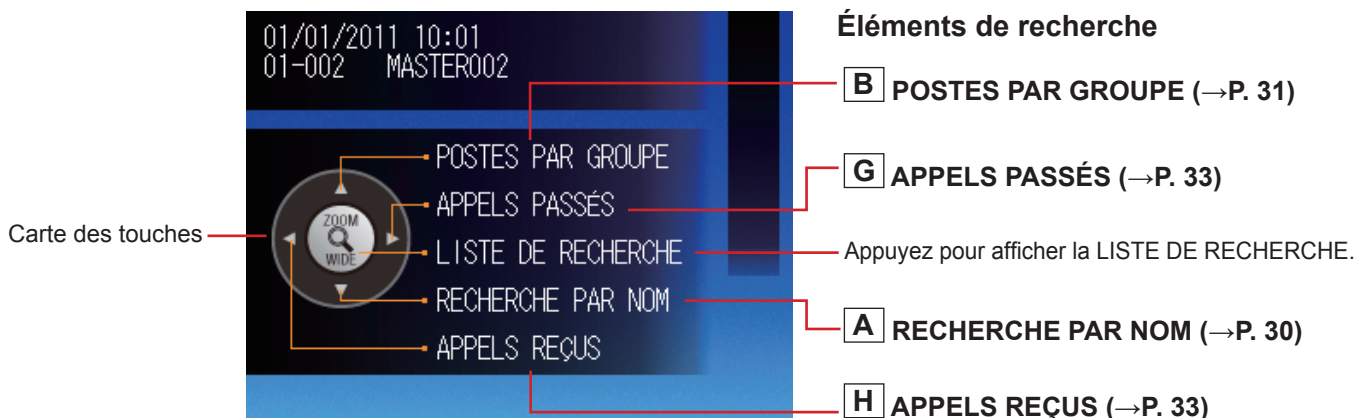 01/01/2011 10:01
01-002 MASTER002
POSTES PAR GROUPE
APPELS PASSÉS
LISTE DE RECHERCHE
RECHERCHE PAR NOM
APPELS REÇUS
ZOOM
WIDE
Carte des touches
Éléments de recherche
B POSTES PAR GROUPE (→P. 31)
G APPELS PASSÉS (→P. 33)
Appuyez pour afficher la LISTE DE RECHERCHE.
A RECHERCHE PAR NOM (→P. 30)
H APPELS REÇUS (→P. 33)